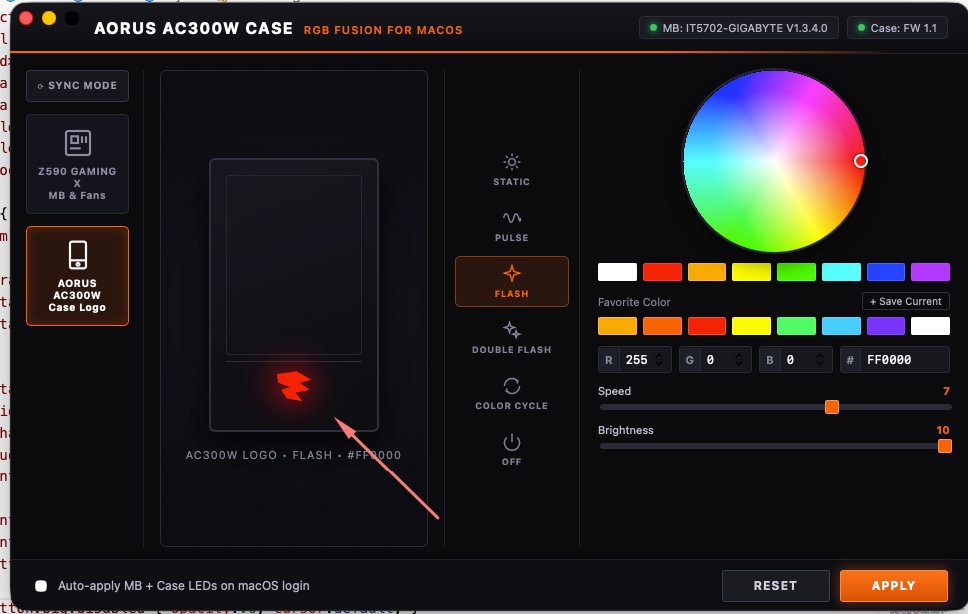 AORUS AC300W CASE RGB FUSION FOR MACOS
MB: IT5702-GIGABYTE V1.3.4.0
Case: FW 1.1
SYNC MODE
Z590 GAMING
X
MB & Fans
AORUS
AC300W
Case Logo
AC300W LOGO • FLASH • #FF0000
STATIC
PULSE
FLASH
DOUBLE FLASH
COLOR CYCLE
OFF
Favorite Color
+ Save Current
R 255 G 0 B 0 # FF0000
Speed 7
Brightness 10
Auto-apply MB + Case LEDs on macOS login
RESET
APPLY